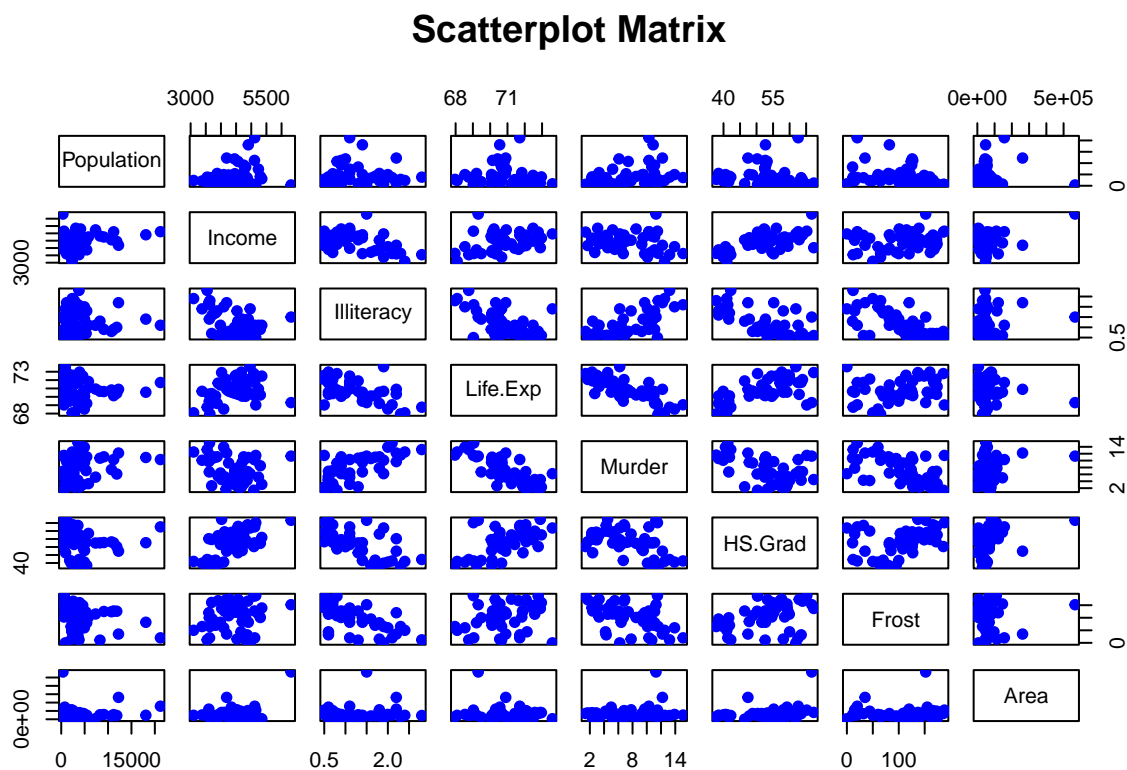 Scatterplot Matrix
3000 5500 68 71 40 55 0e+00 5e+05
Population 0
3000 Income
Illiteracy 0.5
68 73 Life.Exp
Murder 2 14
40 HS.Grad
Frost 0
0e+00 Area
0 15000 0.5 2.0 2 8 14 0 100